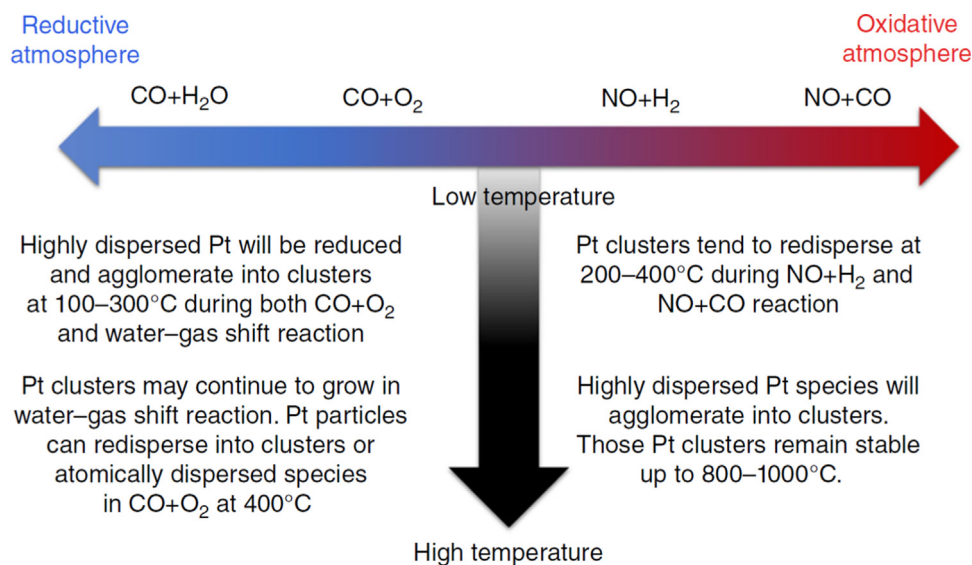 Reductive
atmosphere
Oxidative
atmosphere
CO+H₂O
CO+O₂
NO+H₂
NO+CO
Low temperature
Highly dispersed Pt will be reduced
and agglomerate into clusters
at 100–300°C during both CO+O₂
and water–gas shift reaction
Pt clusters tend to redisperse at
200–400°C during NO+H₂ and
NO+CO reaction
Pt clusters may continue to grow in
water–gas shift reaction. Pt particles
can redisperse into clusters or
atomically dispersed species
in CO+O₂ at 400°C
Highly dispersed Pt species will
agglomerate into clusters.
Those Pt clusters remain stable
up to 800–1000°C.
High temperature